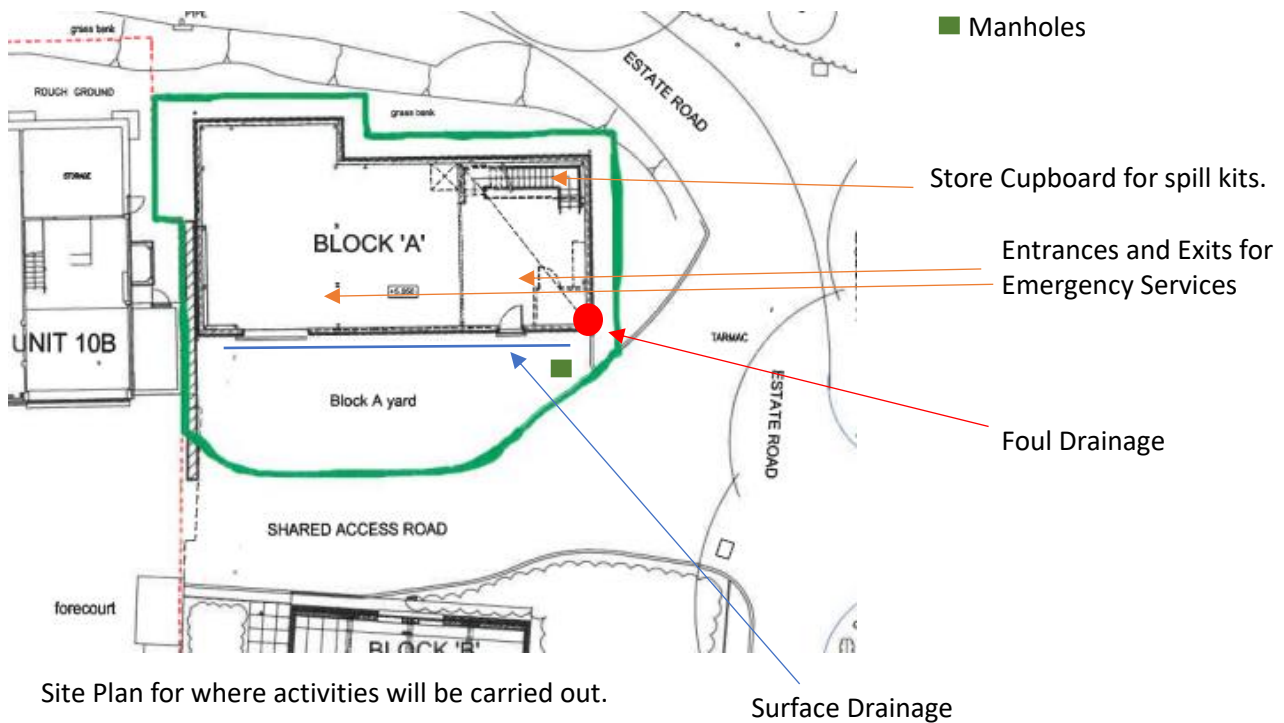 PIPE
grass bank
Manholes
ESTATE ROAD
ROUGH GROUND
grass bank
STORAGE
Store Cupboard for spill kits.
BLOCK 'A'
Entrances and Exits for
Emergency Services
UNIT 10B
TARMAC
ESTATE ROAD
Block A yard
Foul Drainage
SHARED ACCESS ROAD
forecourt
BLOCK 'B'
Site Plan for where activities will be carried out.
Surface Drainage